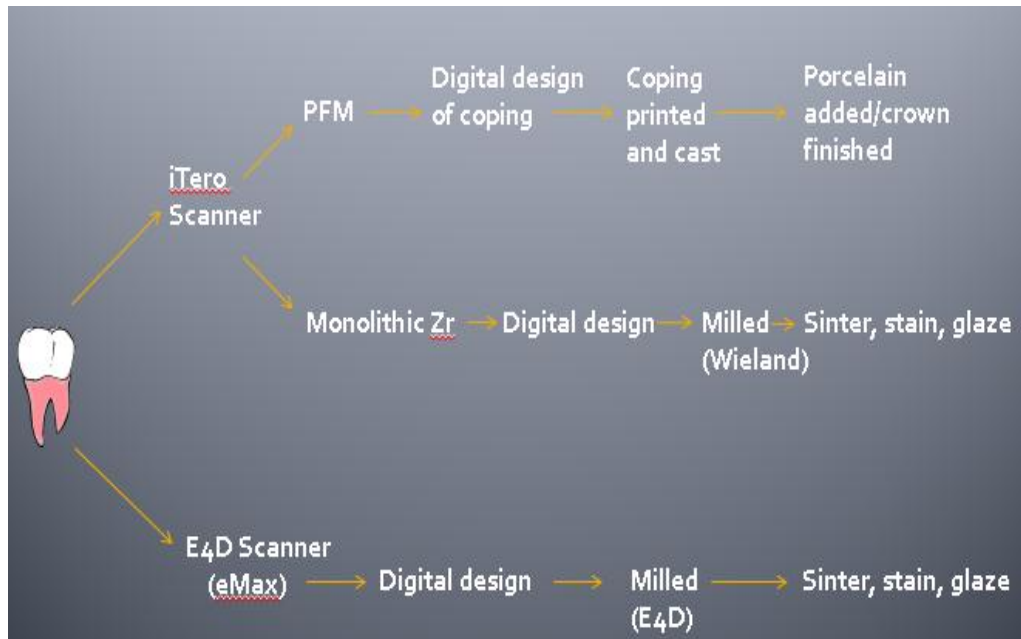 PFM
Digital design
of coping
Coping
printed
and cast
Porcelain
added/crown
finished
iTero
Scanner
Monolithic Zr
Digital design
Milled
(Wieland)
Sinter, stain, glaze
E4D Scanner
(eMax)
Digital design
Milled
(E4D)
Sinter, stain, glaze